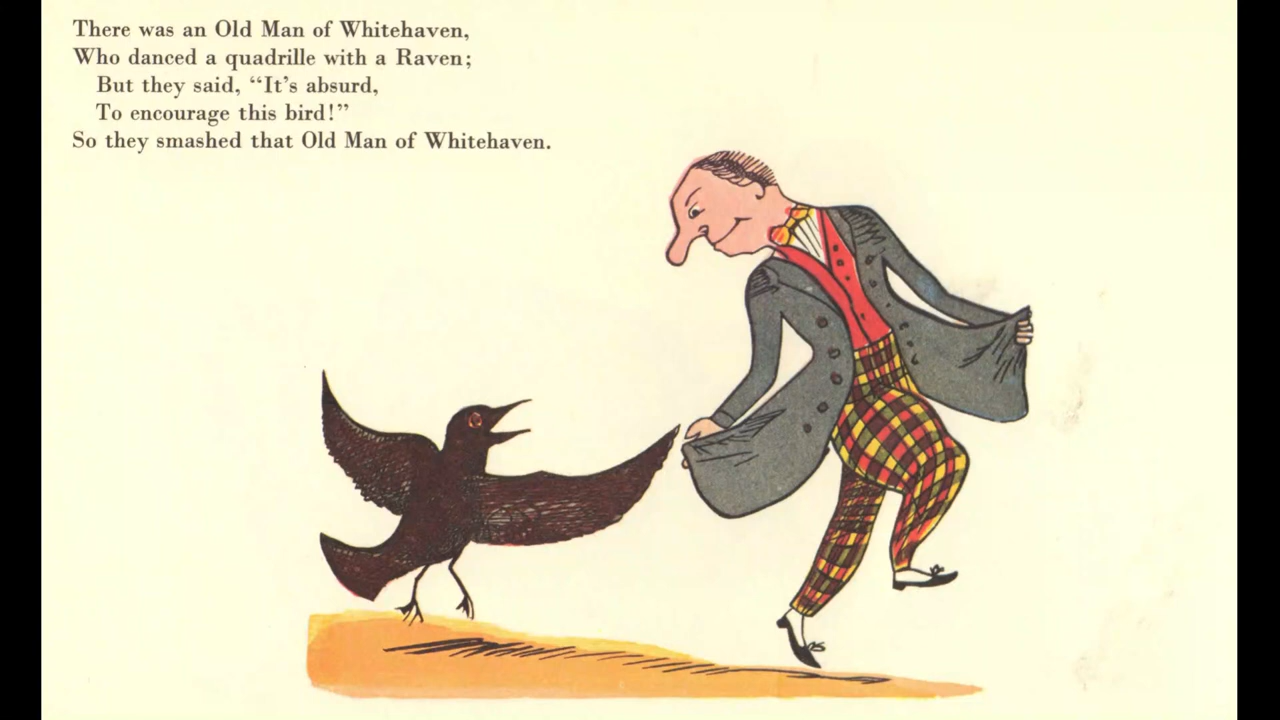 There was an Old Man of Whitehaven,
Who danced a quadrille with a Raven;
But they said, “It’s absurd,
To encourage this bird!”
So they smashed that Old Man of Whitehaven.